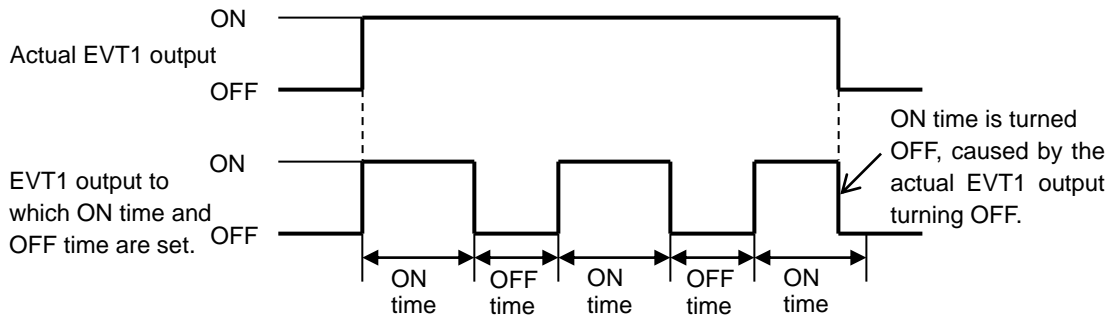 ON
Actual EVT1 output
OFF
ON time is turned
OFF, caused by the
actual EVT1 output
turning OFF.
ON
EVT1 output to
which ON time and
OFF time are set.
OFF
ON
time
OFF
time
ON
time
OFF
time
ON
time